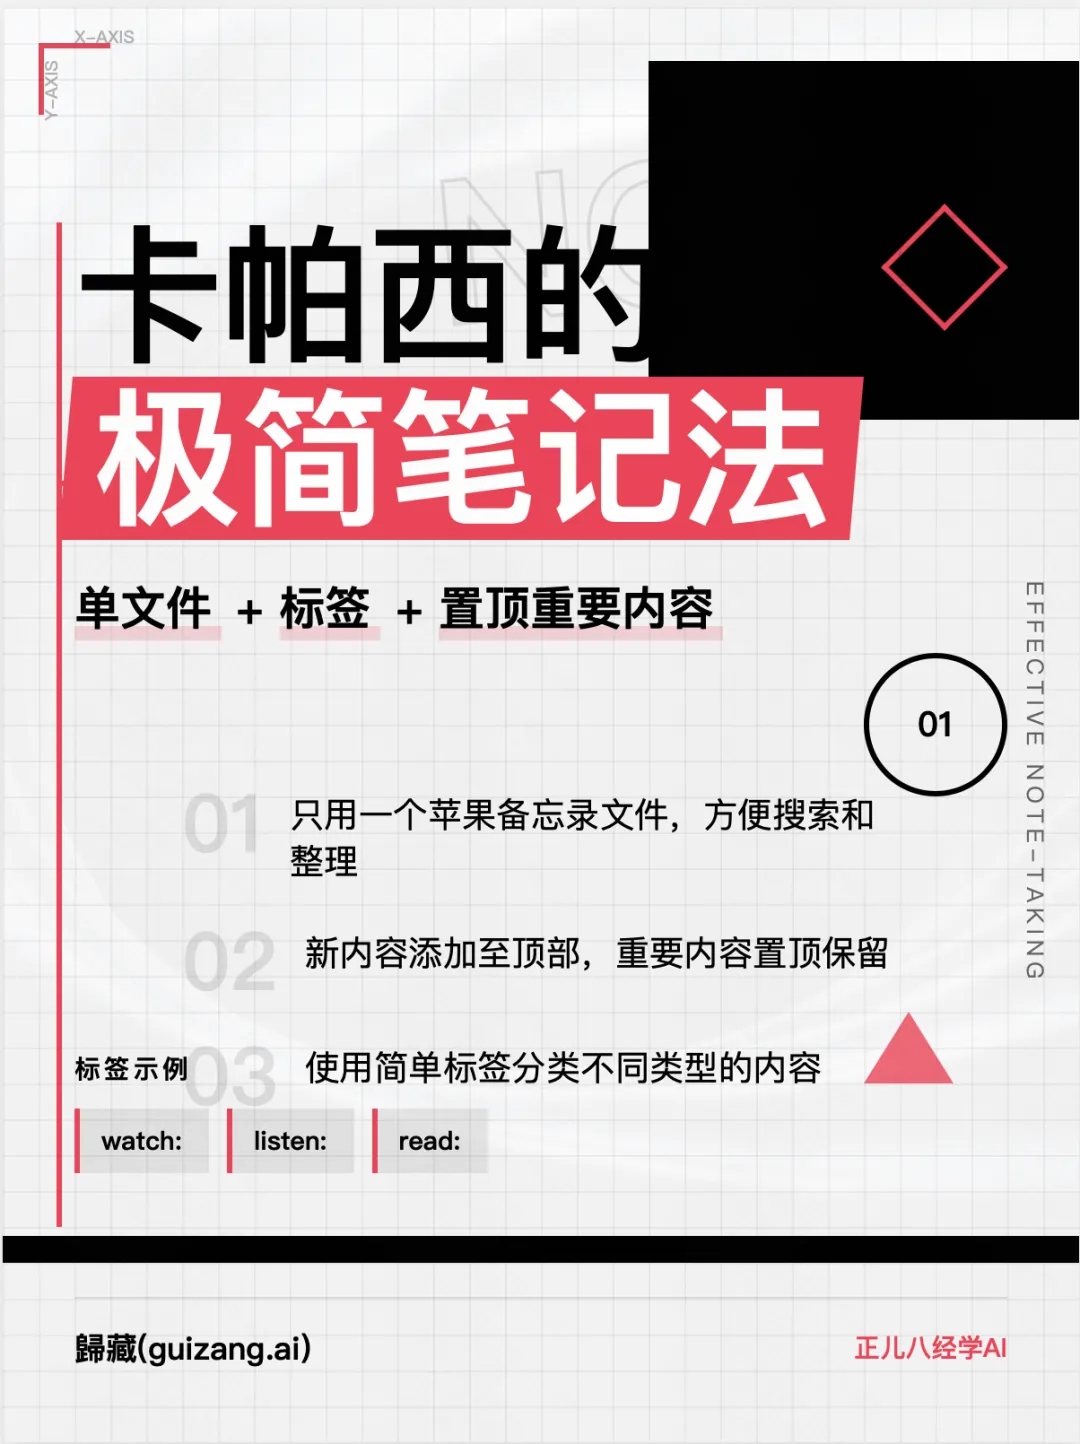 X-AXIS
Y-AXIS
卡帕西的
极简笔记法
单文件 + 标签 + 置顶重要内容
01
EFFECTIVE NOTE-TAKING
01 只用一个苹果备忘录文件，方便搜索和
整理
02 新内容添加至顶部，重要内容置顶保留
03 使用简单标签分类不同类型的内容
标签示例
watch: listen: read:
歸藏(guizang.ai)
正儿八经学AI